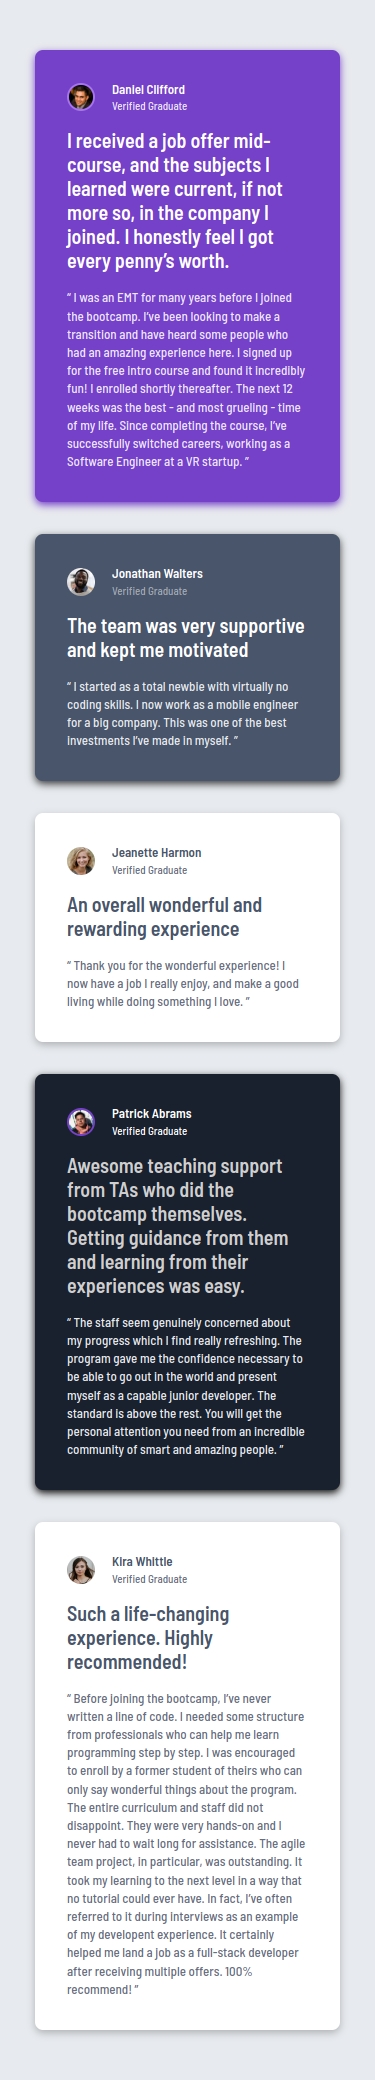 Daniel Clifford
Verified Graduate
I received a job offer mid-
course, and the subjects I
learned were current, if not
more so, in the company I
joined. I honestly feel I got
every penny’s worth.
“ I was an EMT for many years before I joined
the bootcamp. I’ve been looking to make a
transition and have heard some people who
had an amazing experience here. I signed up
for the free intro course and found it incredibly
fun! I enrolled shortly thereafter. The next 12
weeks was the best - and most grueling - time
of my life. Since completing the course, I’ve
successfully switched careers, working as a
Software Engineer at a VR startup. ”
Jonathan Walters
Verified Graduate
The team was very supportive
and kept me motivated
“ I started as a total newbie with virtually no
coding skills. I now work as a mobile engineer
for a big company. This was one of the best
investments I’ve made in myself. ”
Jeanette Harmon
Verified Graduate
An overall wonderful and
rewarding experience
“ Thank you for the wonderful experience! I
now have a job I really enjoy, and make a good
living while doing something I love. ”
Patrick Abrams
Verified Graduate
Awesome teaching support
from TAs who did the
bootcamp themselves.
Getting guidance from them
and learning from their
experiences was easy.
“ The staff seem genuinely concerned about
my progress which I find really refreshing. The
program gave me the confidence necessary to
be able to go out in the world and present
myself as a capable junior developer. The
standard is above the rest. You will get the
personal attention you need from an incredible
community of smart and amazing people. ”
Kira Whittle
Verified Graduate
Such a life-changing
experience. Highly
recommended!
“ Before joining the bootcamp, I’ve never
written a line of code. I needed some structure
from professionals who can help me learn
programming step by step. I was encouraged
to enroll by a former student of theirs who can
only say wonderful things about the program.
The entire curriculum and staff did not
disappoint. They were very hands-on and I
never had to wait long for assistance. The agile
team project, in particular, was outstanding. It
took my learning to the next level in a way that
no tutorial could ever have. In fact, I’ve often
referred to it during interviews as an example
of my developent experience. It certainly
helped me land a job as a full-stack developer
after receiving multiple offers. 100%
recommend! ”